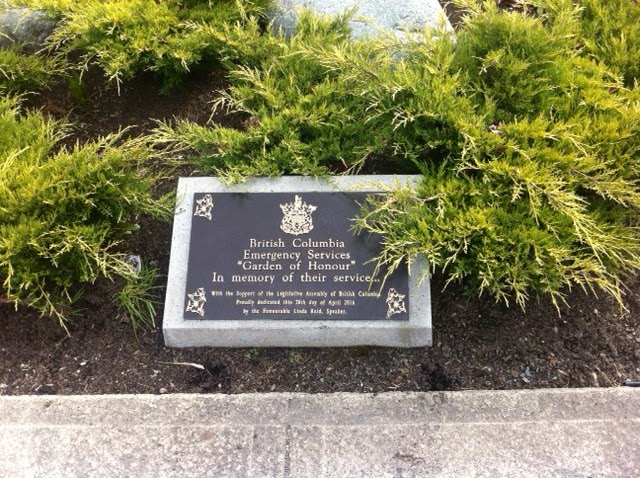 British Columbia
Emergency Services
"Garden of Honour"
In memory of their service...
With the Support of the Legislative Assembly of British Columbia
Proudly dedicated this 28th day of April 2016
by the Honourable Linda Reid, Speaker.